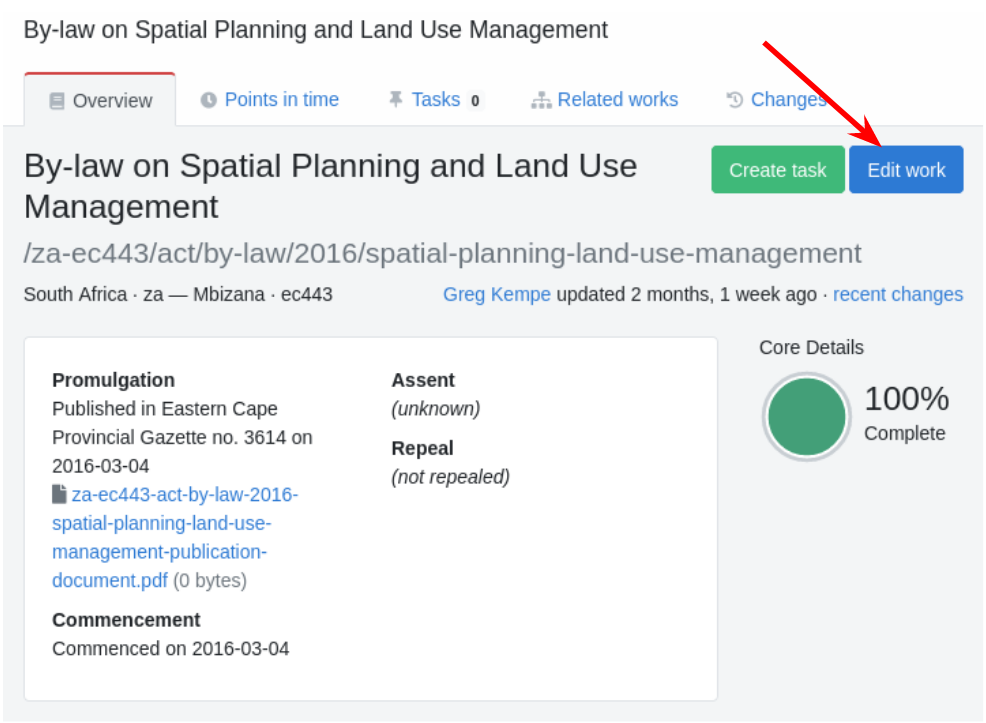 By-law on Spatial Planning and Land Use Management
Overview
Points in time
Tasks 0
Related works
Changes
By-law on Spatial Planning and Land Use
Management
Create task
Edit work
/za-ec443/act/by-law/2016/spatial-planning-land-use-management
South Africa · za — Mbizana · ec443
Greg Kempe updated 2 months, 1 week ago · recent changes
Promulgation
Published in Eastern Cape
Provincial Gazette no. 3614 on
2016-03-04
za-ec443-act-by-law-2016-
spatial-planning-land-use-
management-publication-
document.pdf (0 bytes)
Commencement
Commenced on 2016-03-04
Assent
(unknown)
Repeal
(not repealed)
Core Details
100%
Complete